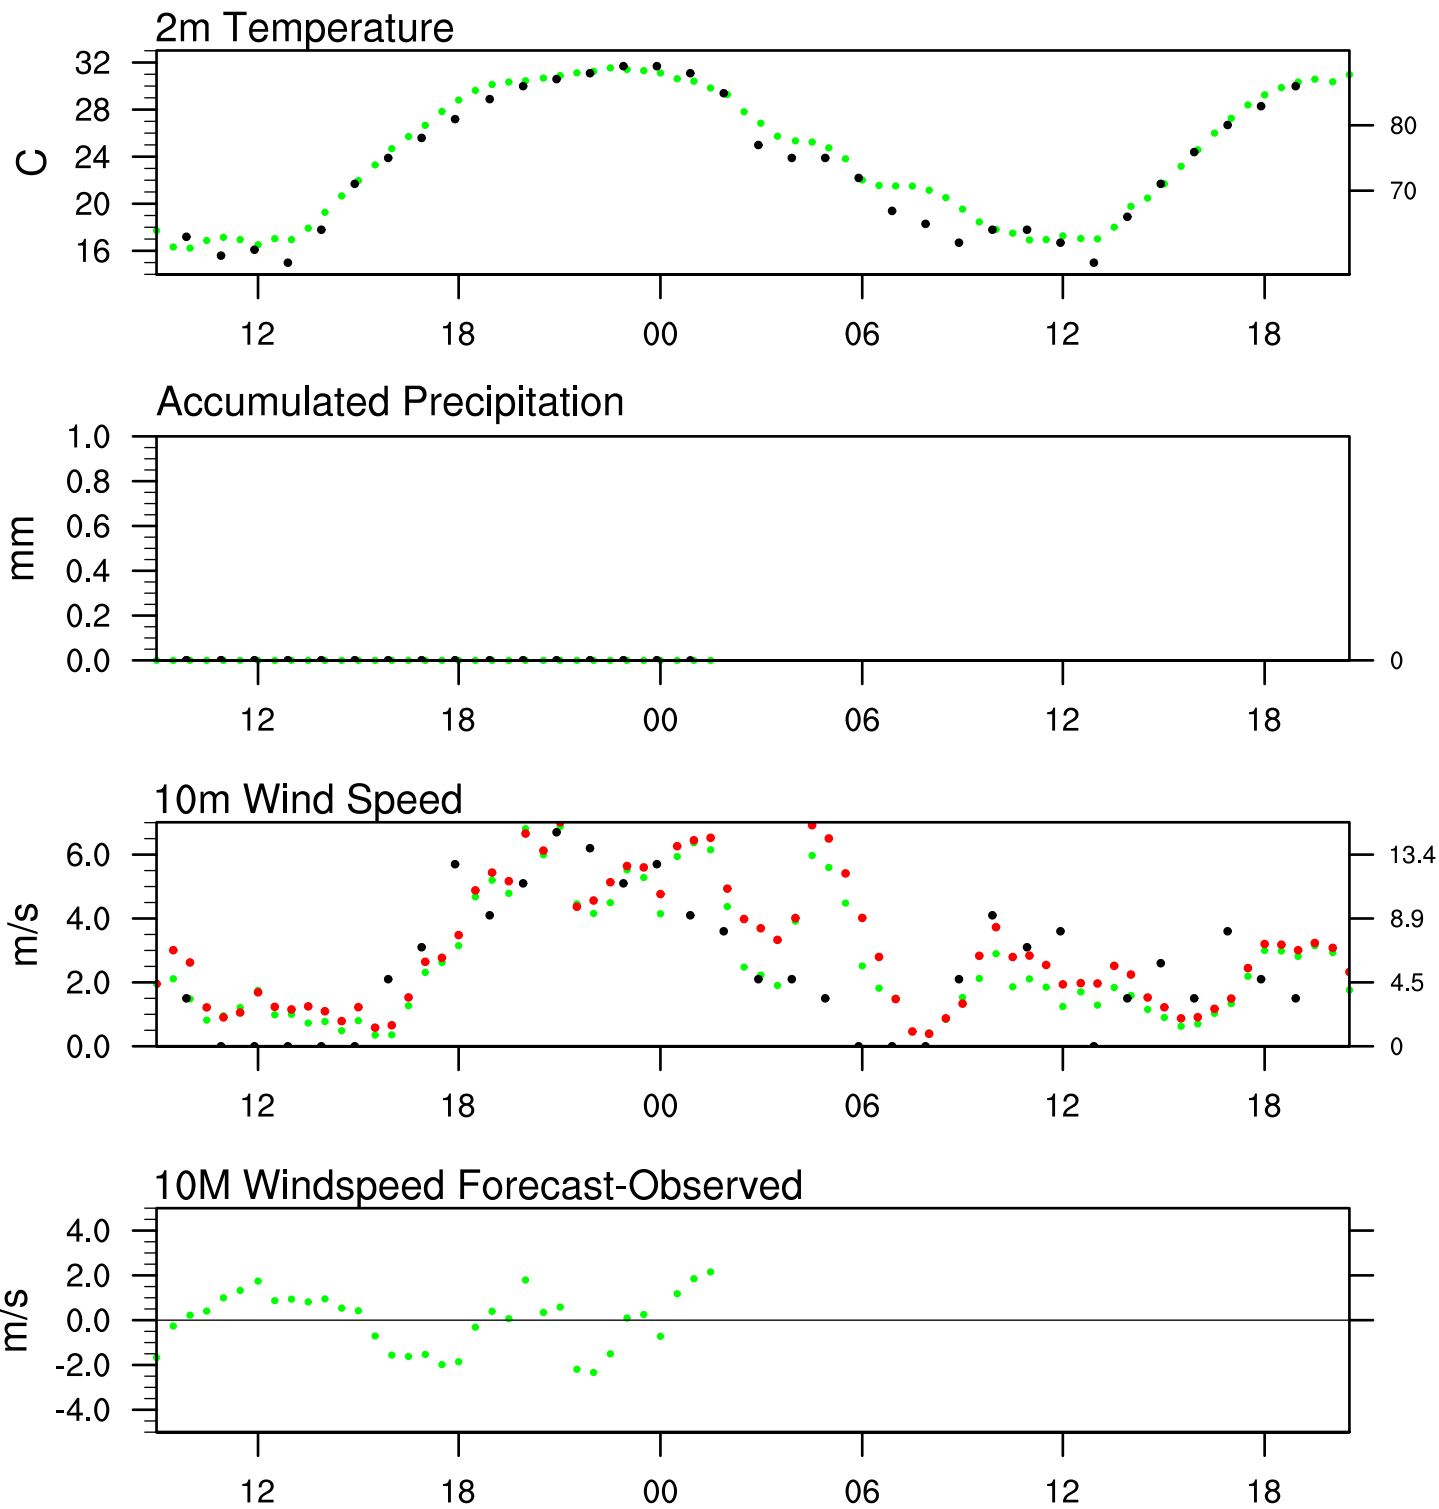 2m Temperature
32
28
24
20
16
C
80
70
12 18 00 06 12 18
Accumulated Precipitation
1.0
0.8
0.6
0.4
0.2
0.0
mm
0
12 18 00 06 12 18
10m Wind Speed
6.0
4.0
2.0
0.0
m/s
13.4
8.9
4.5
0
12 18 00 06 12 18
10M Windspeed Forecast-Observed
4.0
2.0
0.0
-2.0
-4.0
m/s
12 18 00 06 12 18